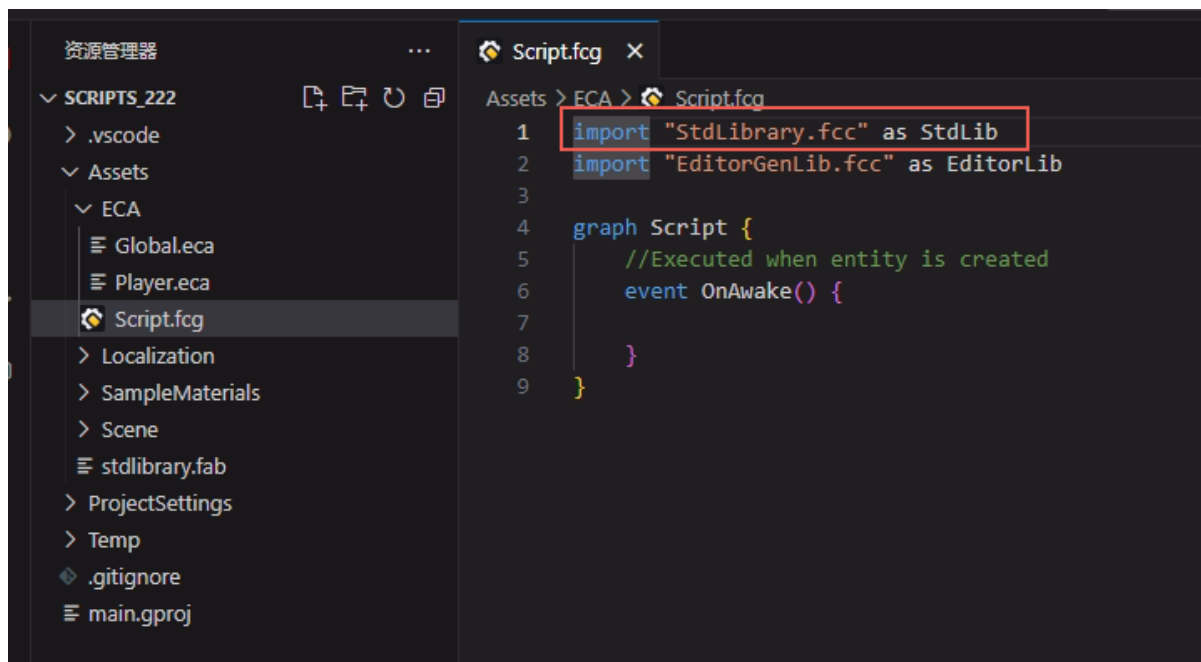 资源管理器
SCRIPTS_222
.vscode
Assets
ECA
Global.eca
Player.eca
Script.fcg
Localization
SampleMaterials
Scene
stdlibrary.fab
ProjectSettings
Temp
.gitignore
main.gproj
Script.fcg
Assets > ECA > Script.fcg
1 import "StdLibrary.fcc" as StdLib
2 import "EditorGenLib.fcc" as EditorLib
3
4 graph Script {
5 //Executed when entity is created
6 event OnAwake() {
7
8 }
9 }